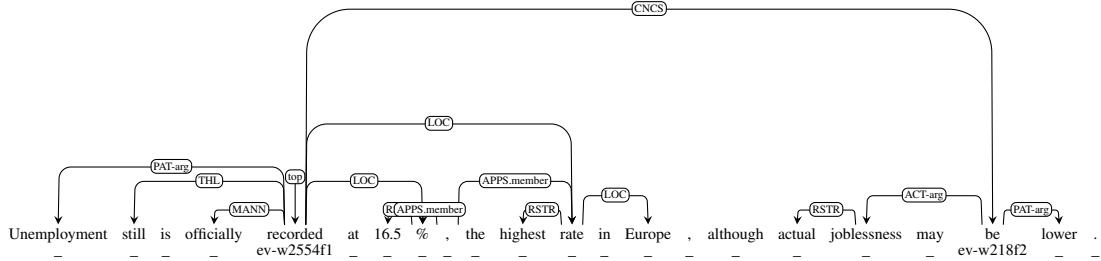 CNCS
LOC
PAT-arg
THL
top
LOC
APPS.member
LOC
ACT-arg
MANN
APPS.member
RSTR
RSTR
PAT-arg
Unemployment still is officially recorded at 16.5 % , the highest rate in Europe , although actual joblessness may be lower .
_ _ _ _ ev-w2554f1 _ _ _ _ _ _ _ _ _ _ _ _ _ _ ev-w218f2 _ _